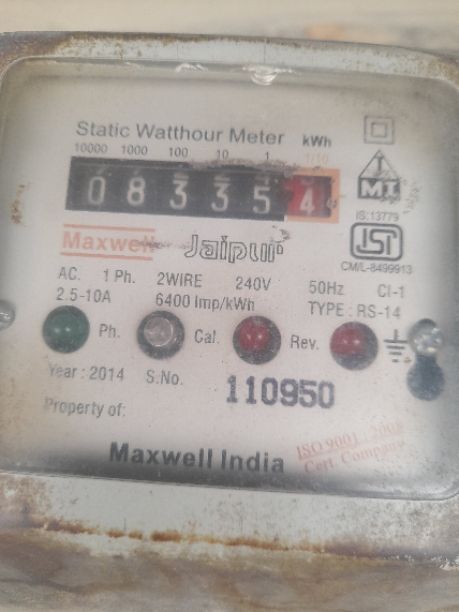 Static Watthour Meter kWh
10000 1000 100 10 1 1/10
0 8 3 3 5 4
MI
IS:13779
Maxwell Jaipur
ISI
CM/L-8499913
AC. 1 Ph. 2WIRE 240V 50Hz Cl-1
2.5-10A 6400 Imp/kWh TYPE : RS-14
Ph. Cal. Rev.
Year : 2014 S.No. 110950
Property of:
Maxwell India
ISO 9001 : 2008
Cert. Company